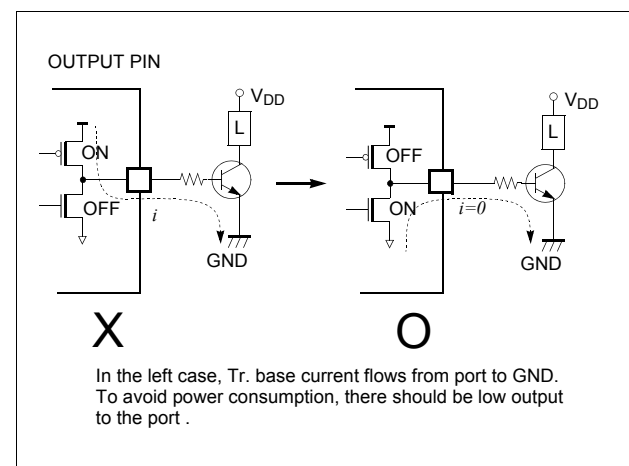 OUTPUT PIN
VDD
L
ON
OFF
i
GND
X
VDD
L
OFF
ON
i=0
GND
O
In the left case, Tr. base current flows from port to GND.
To avoid power consumption, there should be low output
to the port .